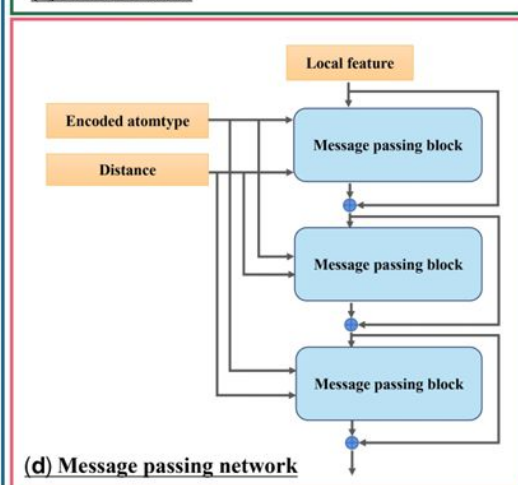 Local feature
Encoded atomtype
Message passing block
Distance
Message passing block
Message passing block
(d) Message passing network